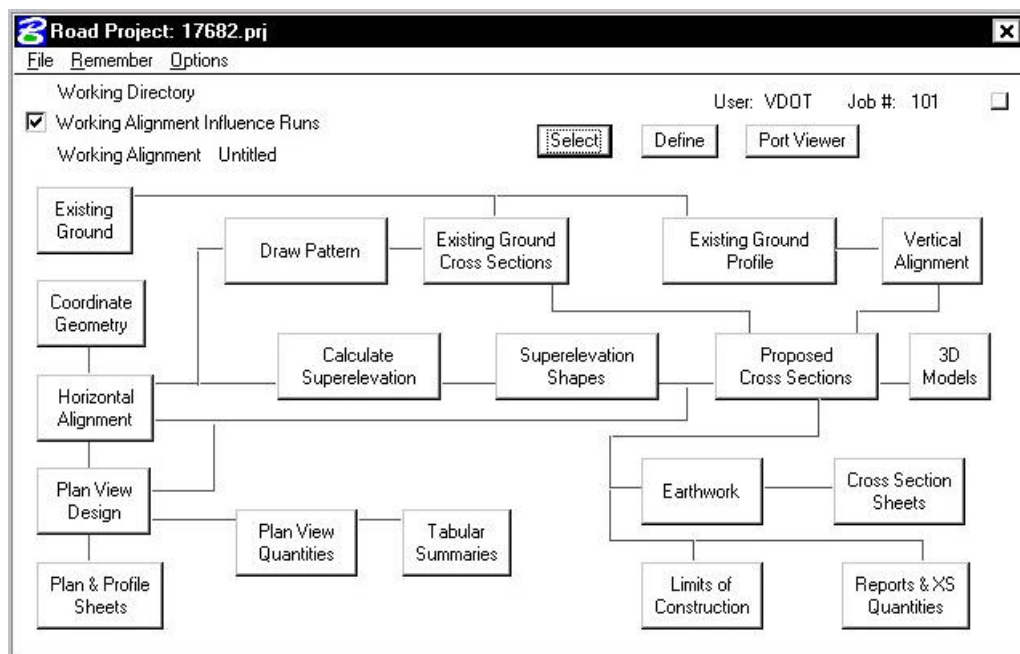 Road Project: 17682.prj
File Remember Options
Working Directory
User: VDOT Job #: 101
Working Alignment Influence Runs
Working Alignment Untitled
Select Define Port Viewer
Existing
Ground
Draw Pattern
Existing Ground
Cross Sections
Existing Ground
Profile
Vertical
Alignment
Coordinate
Geometry
Calculate
Superelevation
Superelevation
Shapes
Proposed
Cross Sections
3D
Models
Horizontal
Alignment
Plan View
Design
Earthwork
Cross Section
Sheets
Plan View
Quantities
Tabular
Summaries
Plan & Profile
Sheets
Limits of
Construction
Reports & XS
Quantities